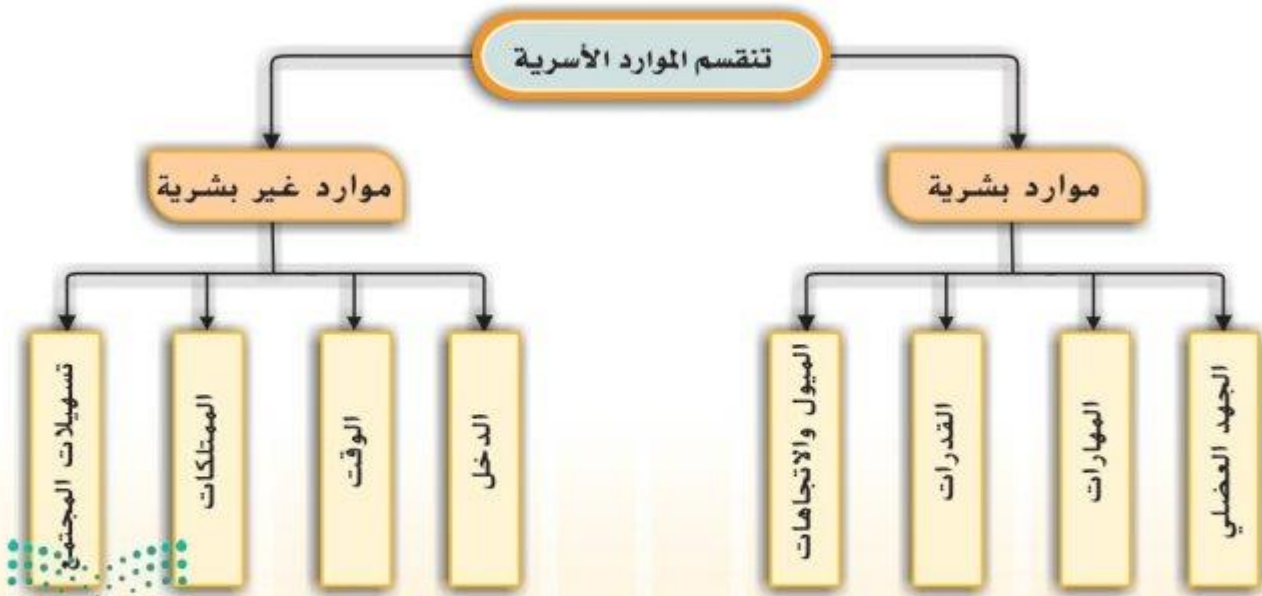 تنقسم الموارد الأسرية
موارد بشرية
موارد غير بشرية
الجهد العضلي
المهارات
القدرات
الميول والاتجاهات
الدخل
الوقت
الممتلكات
تسهيلات المجتمع